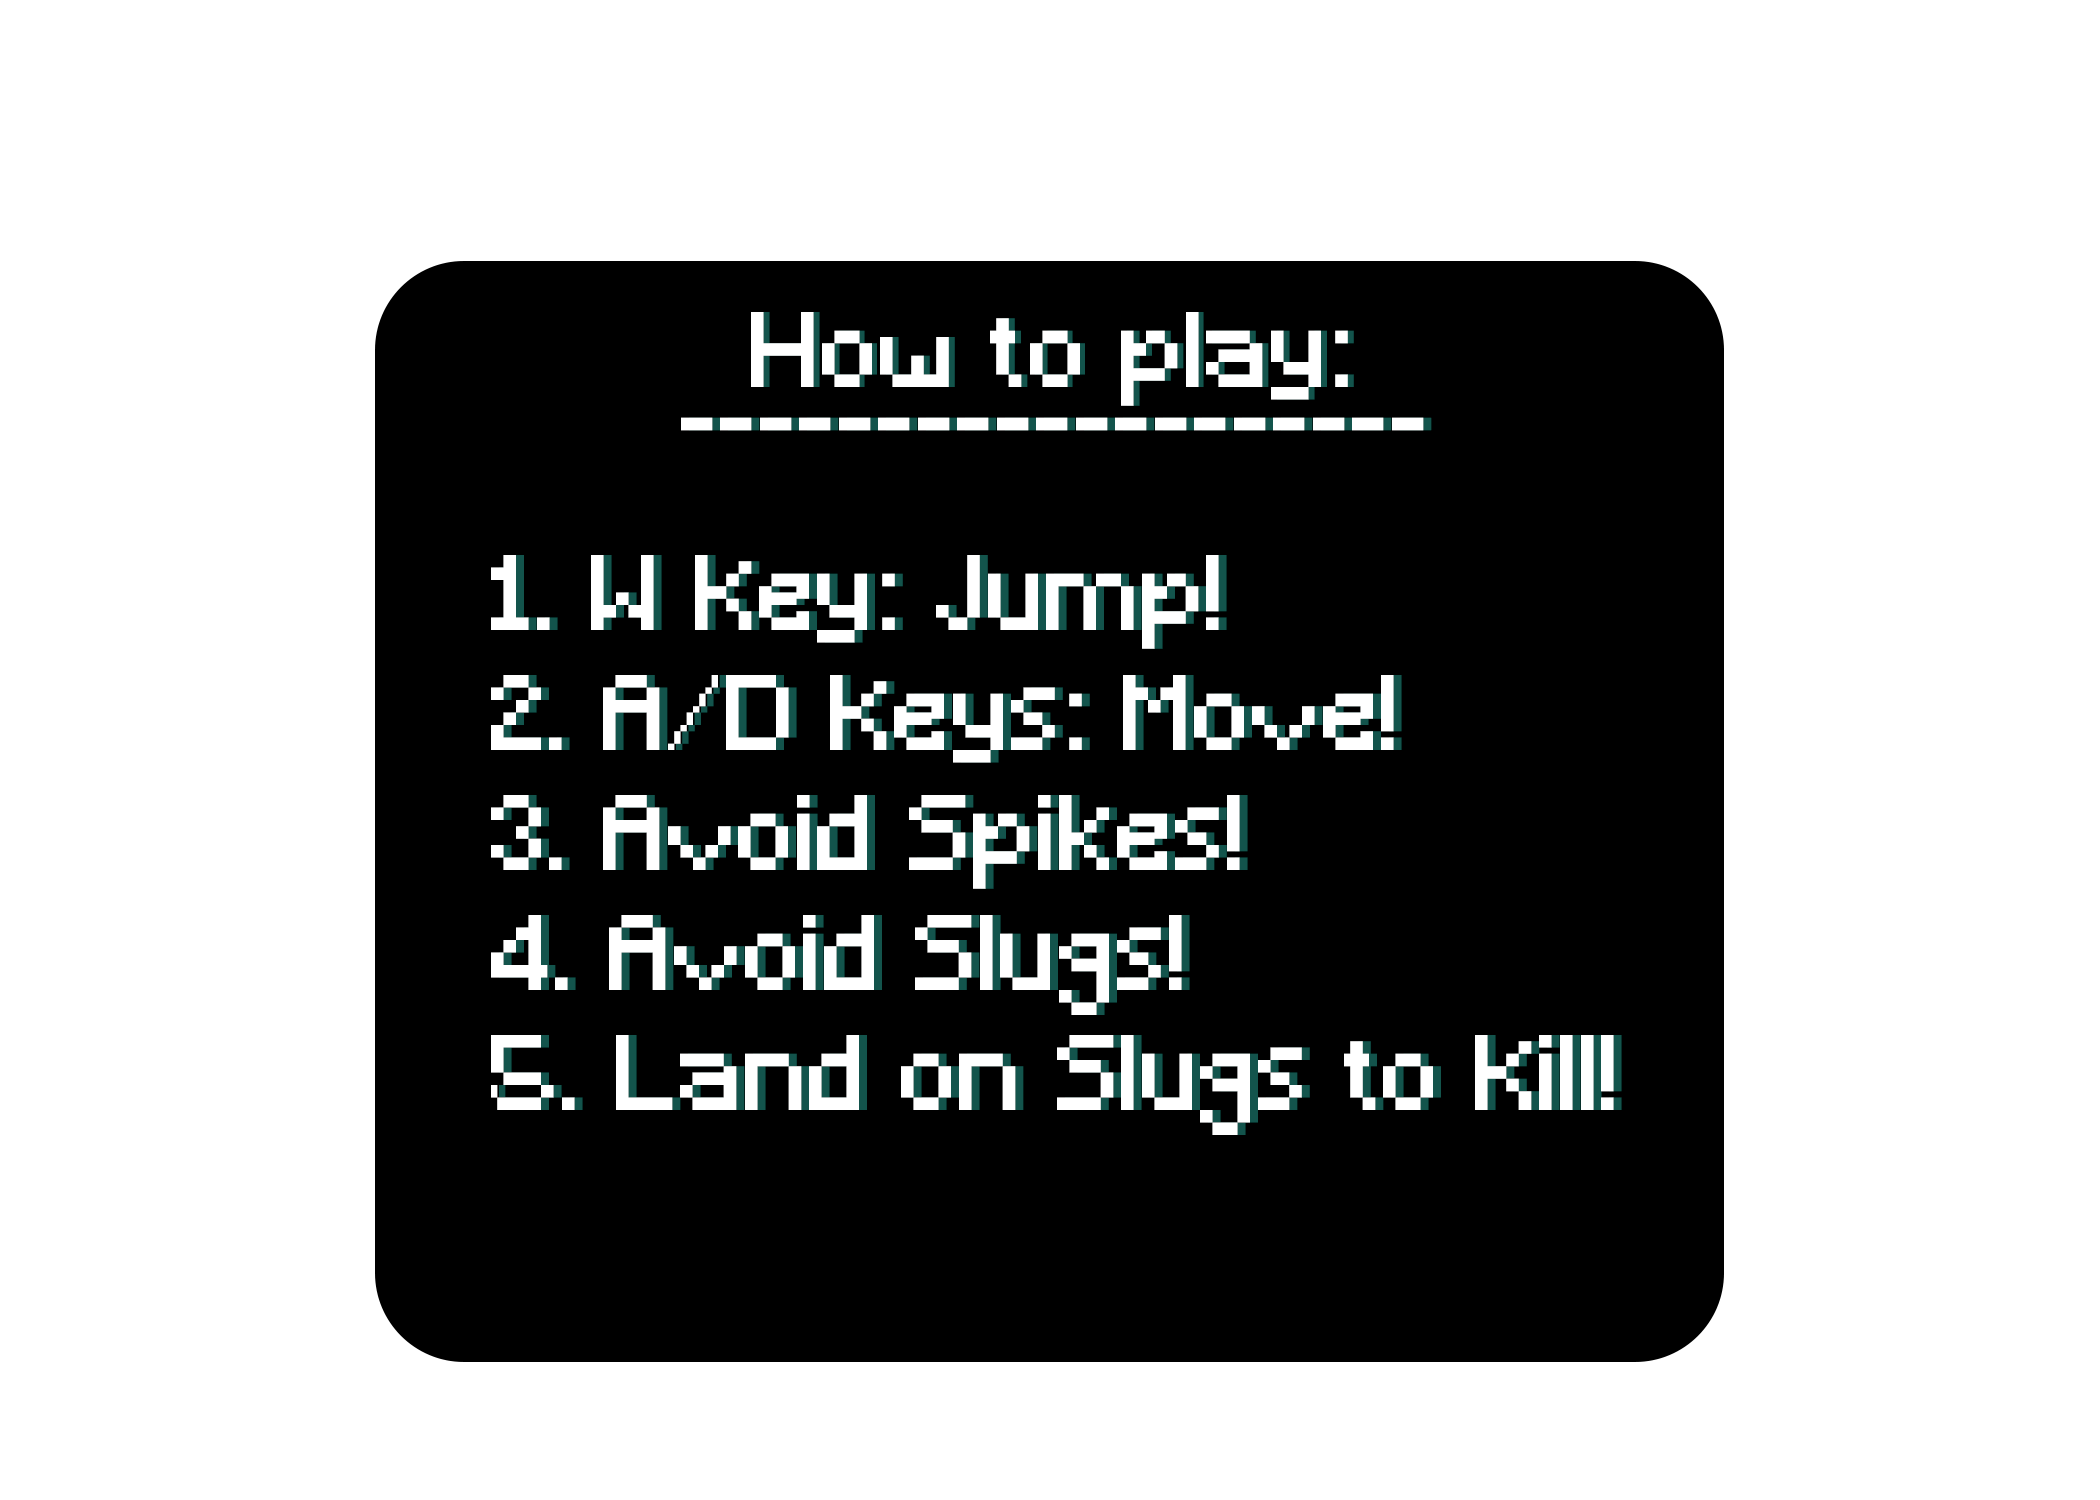 How to play:
-------------------
1. W Key: Jump!
2. A/D Keys: Move!
3. Avoid Spikes!
4. Avoid Slugs!
5. Land on Slugs to Kill!